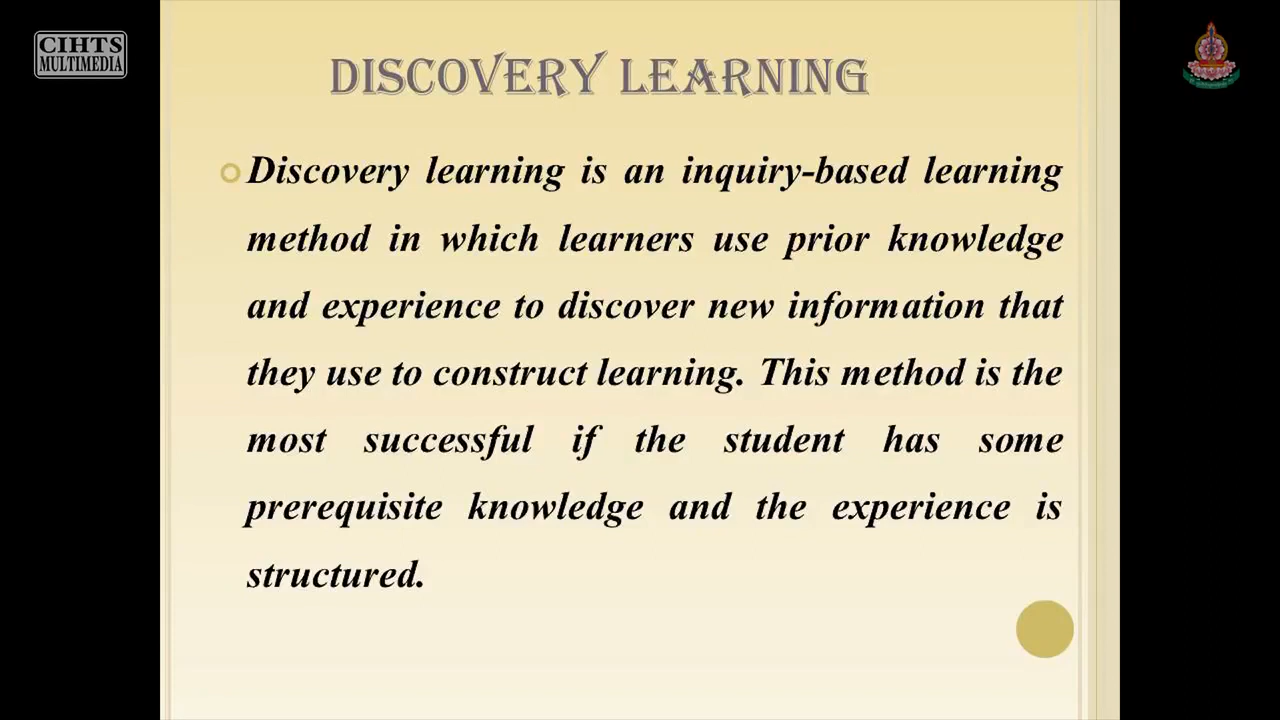 CIHTS
MULTIMEDIA
DISCOVERY LEARNING
Discovery learning is an inquiry-based learning
method in which learners use prior knowledge
and experience to discover new information that
they use to construct learning. This method is the
most successful if the student has some
prerequisite knowledge and the experience is
structured.